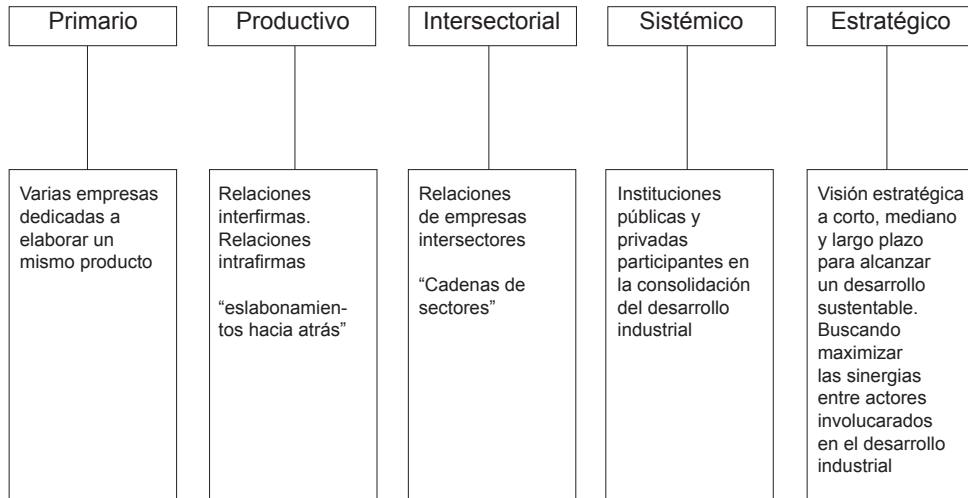 Primario
Productivo
Intersectorial
Sistémico
Estratégico
Varias empresas
dedicadas a
elaborar un
mismo producto
Relaciones
interfirmas.
Relaciones
intrafirmas
“eslabonamien-
tos hacia atrás”
Relaciones
de empresas
intersectores
“Cadenas de
sectores”
Instituciones
públicas y
privadas
participantes en
la consolidación
del desarrollo
industrial
Visión estratégica
a corto, mediano
y largo plazo
para alcanzar
un desarrollo
sustentable.
Buscando
maximizar
las sinergias
entre actores
involucarados
en el desarrollo
industrial